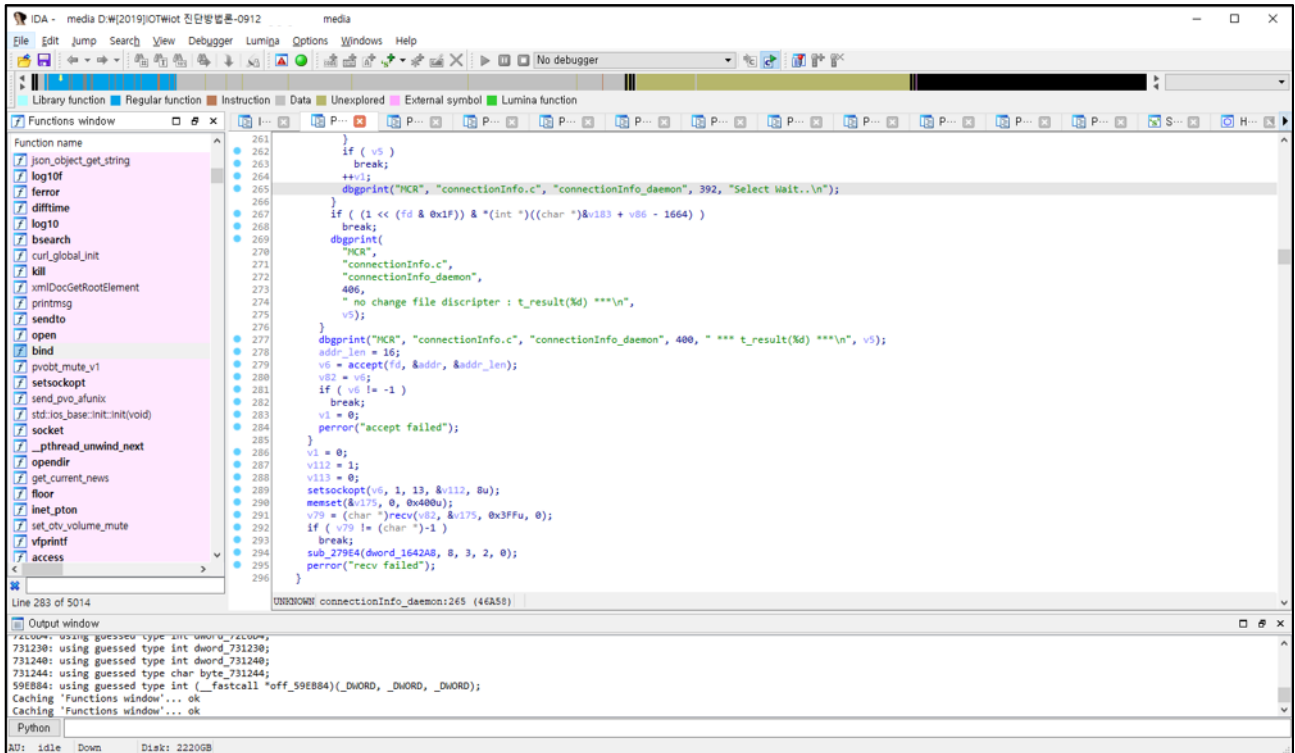 IDA - media D:₩[2019]IOT₩iot 진단방법론-0912 media
File Edit Jump Search View Debugger Lumina Options Windows Help
No debugger
Library function Regular function Instruction Data Unexplored External symbol Lumina function
Functions window
I… P… P… P… P… P… P… P… P… P… P… P… S… H…
Function name
json_object_get_string
log10f
ferror
difftime
log10
bsearch
curl_global_init
kill
xmlDocGetRootElement
printmsg
sendto
open
bind
pvobt_mute_v1
setsockopt
send_pvo_afunix
std::ios_base::Init::Init(void)
socket
__pthread_unwind_next
opendir
get_current_news
floor
inet_pton
set_otv_volume_mute
vfprintf
access
Line 283 of 5014
261 }
262 if ( v5 )
263 break;
264 ++v1;
265 dbgprint("MCR", "connectionInfo.c", "connectionInfo_daemon", 392, "Select Wait..\n");
266 }
267 if ( (1 << (fd & 0x1F)) & *(int *)((char *)&v183 + v86 - 1664) )
268 break;
269 dbgprint(
270 "MCR",
271 "connectionInfo.c",
272 "connectionInfo_daemon",
273 406,
274 " no change file discripter : t_result(%d) ***\n",
275 v5);
276 }
277 dbgprint("MCR", "connectionInfo.c", "connectionInfo_daemon", 400, " *** t_result(%d) ***\n", v5);
278 addr_len = 16;
279 v6 = accept(fd, &addr, &addr_len);
280 v82 = v6;
281 if ( v6 != -1 )
282 break;
283 v1 = 0;
284 perror("accept failed");
285 }
286 v1 = 0;
287 v112 = 1;
288 v113 = 0;
289 setsockopt(v6, 1, 13, &v112, 8u);
290 memset(&v175, 0, 0x400u);
291 v79 = (char *)recv(v82, &v175, 0x3FFu, 0);
292 if ( v79 != (char *)-1 )
293 break;
294 sub_279E4(dword_1642A8, 8, 3, 2, 0);
295 perror("recv failed");
296 }
UNKNOWN connectionInfo_daemon:265 (46A58)
Output window
731230: using guessed type int dword_731230;
731240: using guessed type int dword_731240;
731244: using guessed type char byte_731244;
59EB84: using guessed type int (__fastcall *off_59EB84)(_DWORD, _DWORD, _DWORD);
Caching 'Functions window'... ok
Caching 'Functions window'... ok
Python
AU: idle Down Disk: 2220GB